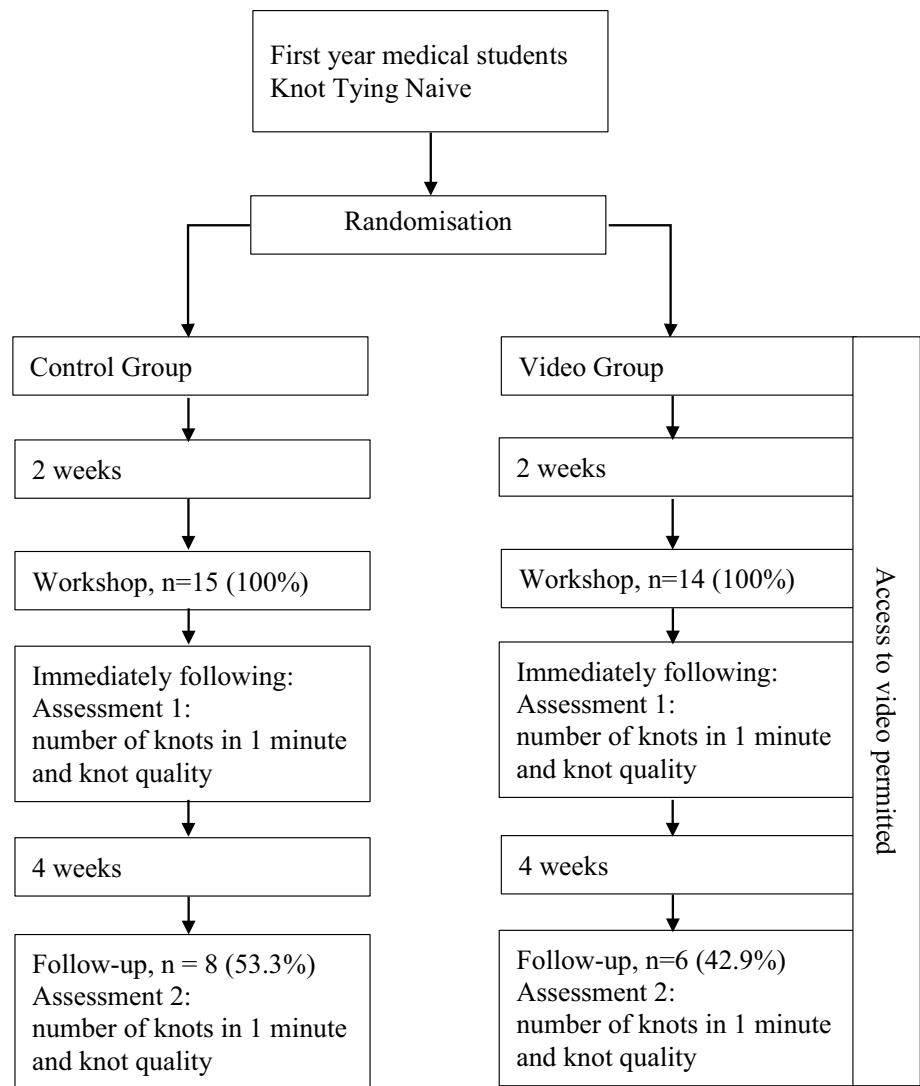 First year medical students
Knot Tying Naive
Randomisation
Control Group
2 weeks
Workshop, n=15 (100%)
Immediately following:
Assessment 1:
number of knots in 1 minute
and knot quality
4 weeks
Follow-up, n = 8 (53.3%)
Assessment 2:
number of knots in 1 minute
and knot quality
Video Group
2 weeks
Workshop, n=14 (100%)
Immediately following:
Assessment 1:
number of knots in 1 minute
and knot quality
4 weeks
Follow-up, n=6 (42.9%)
Assessment 2:
number of knots in 1 minute
and knot quality
Access to video permitted